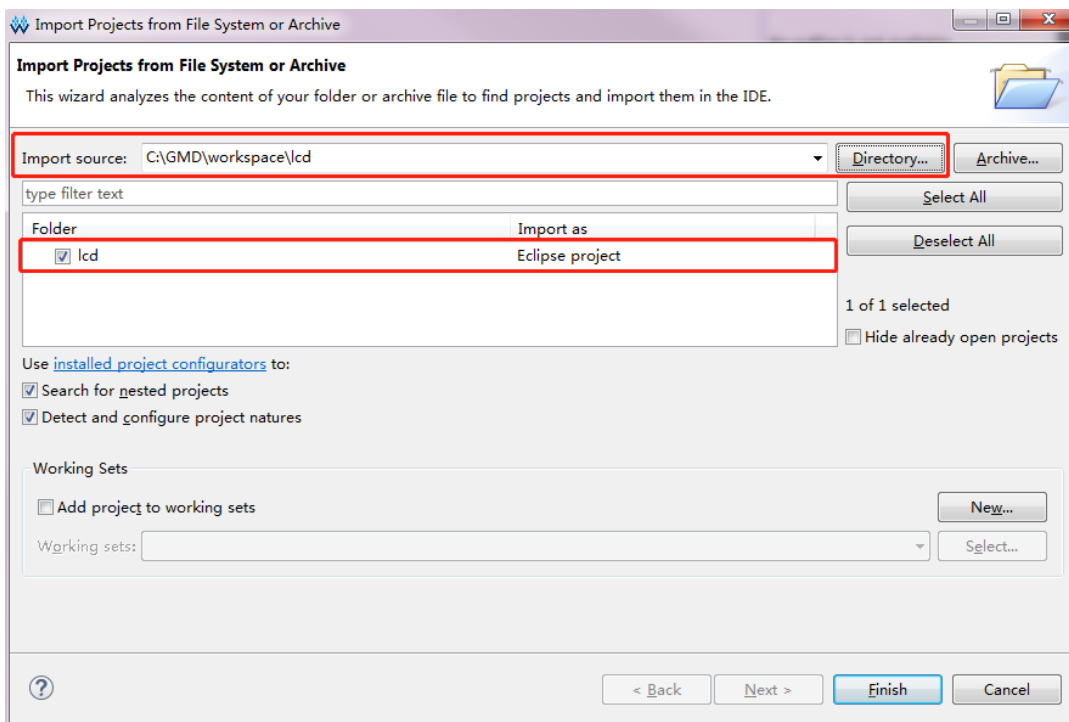 Import Projects from File System or Archive
Import Projects from File System or Archive
This wizard analyzes the content of your folder or archive file to find projects and import them in the IDE.
Import source: C:\GMD\workspace\lcd Directory... Archive...
type filter text Select All
Folder Import as
Deselect All
lcd Eclipse project
1 of 1 selected
Hide already open projects
Use installed project configurators to:
Search for nested projects
Detect and configure project natures
Working Sets
Add project to working sets New...
Working sets: Select...
? < Back Next > Finish Cancel